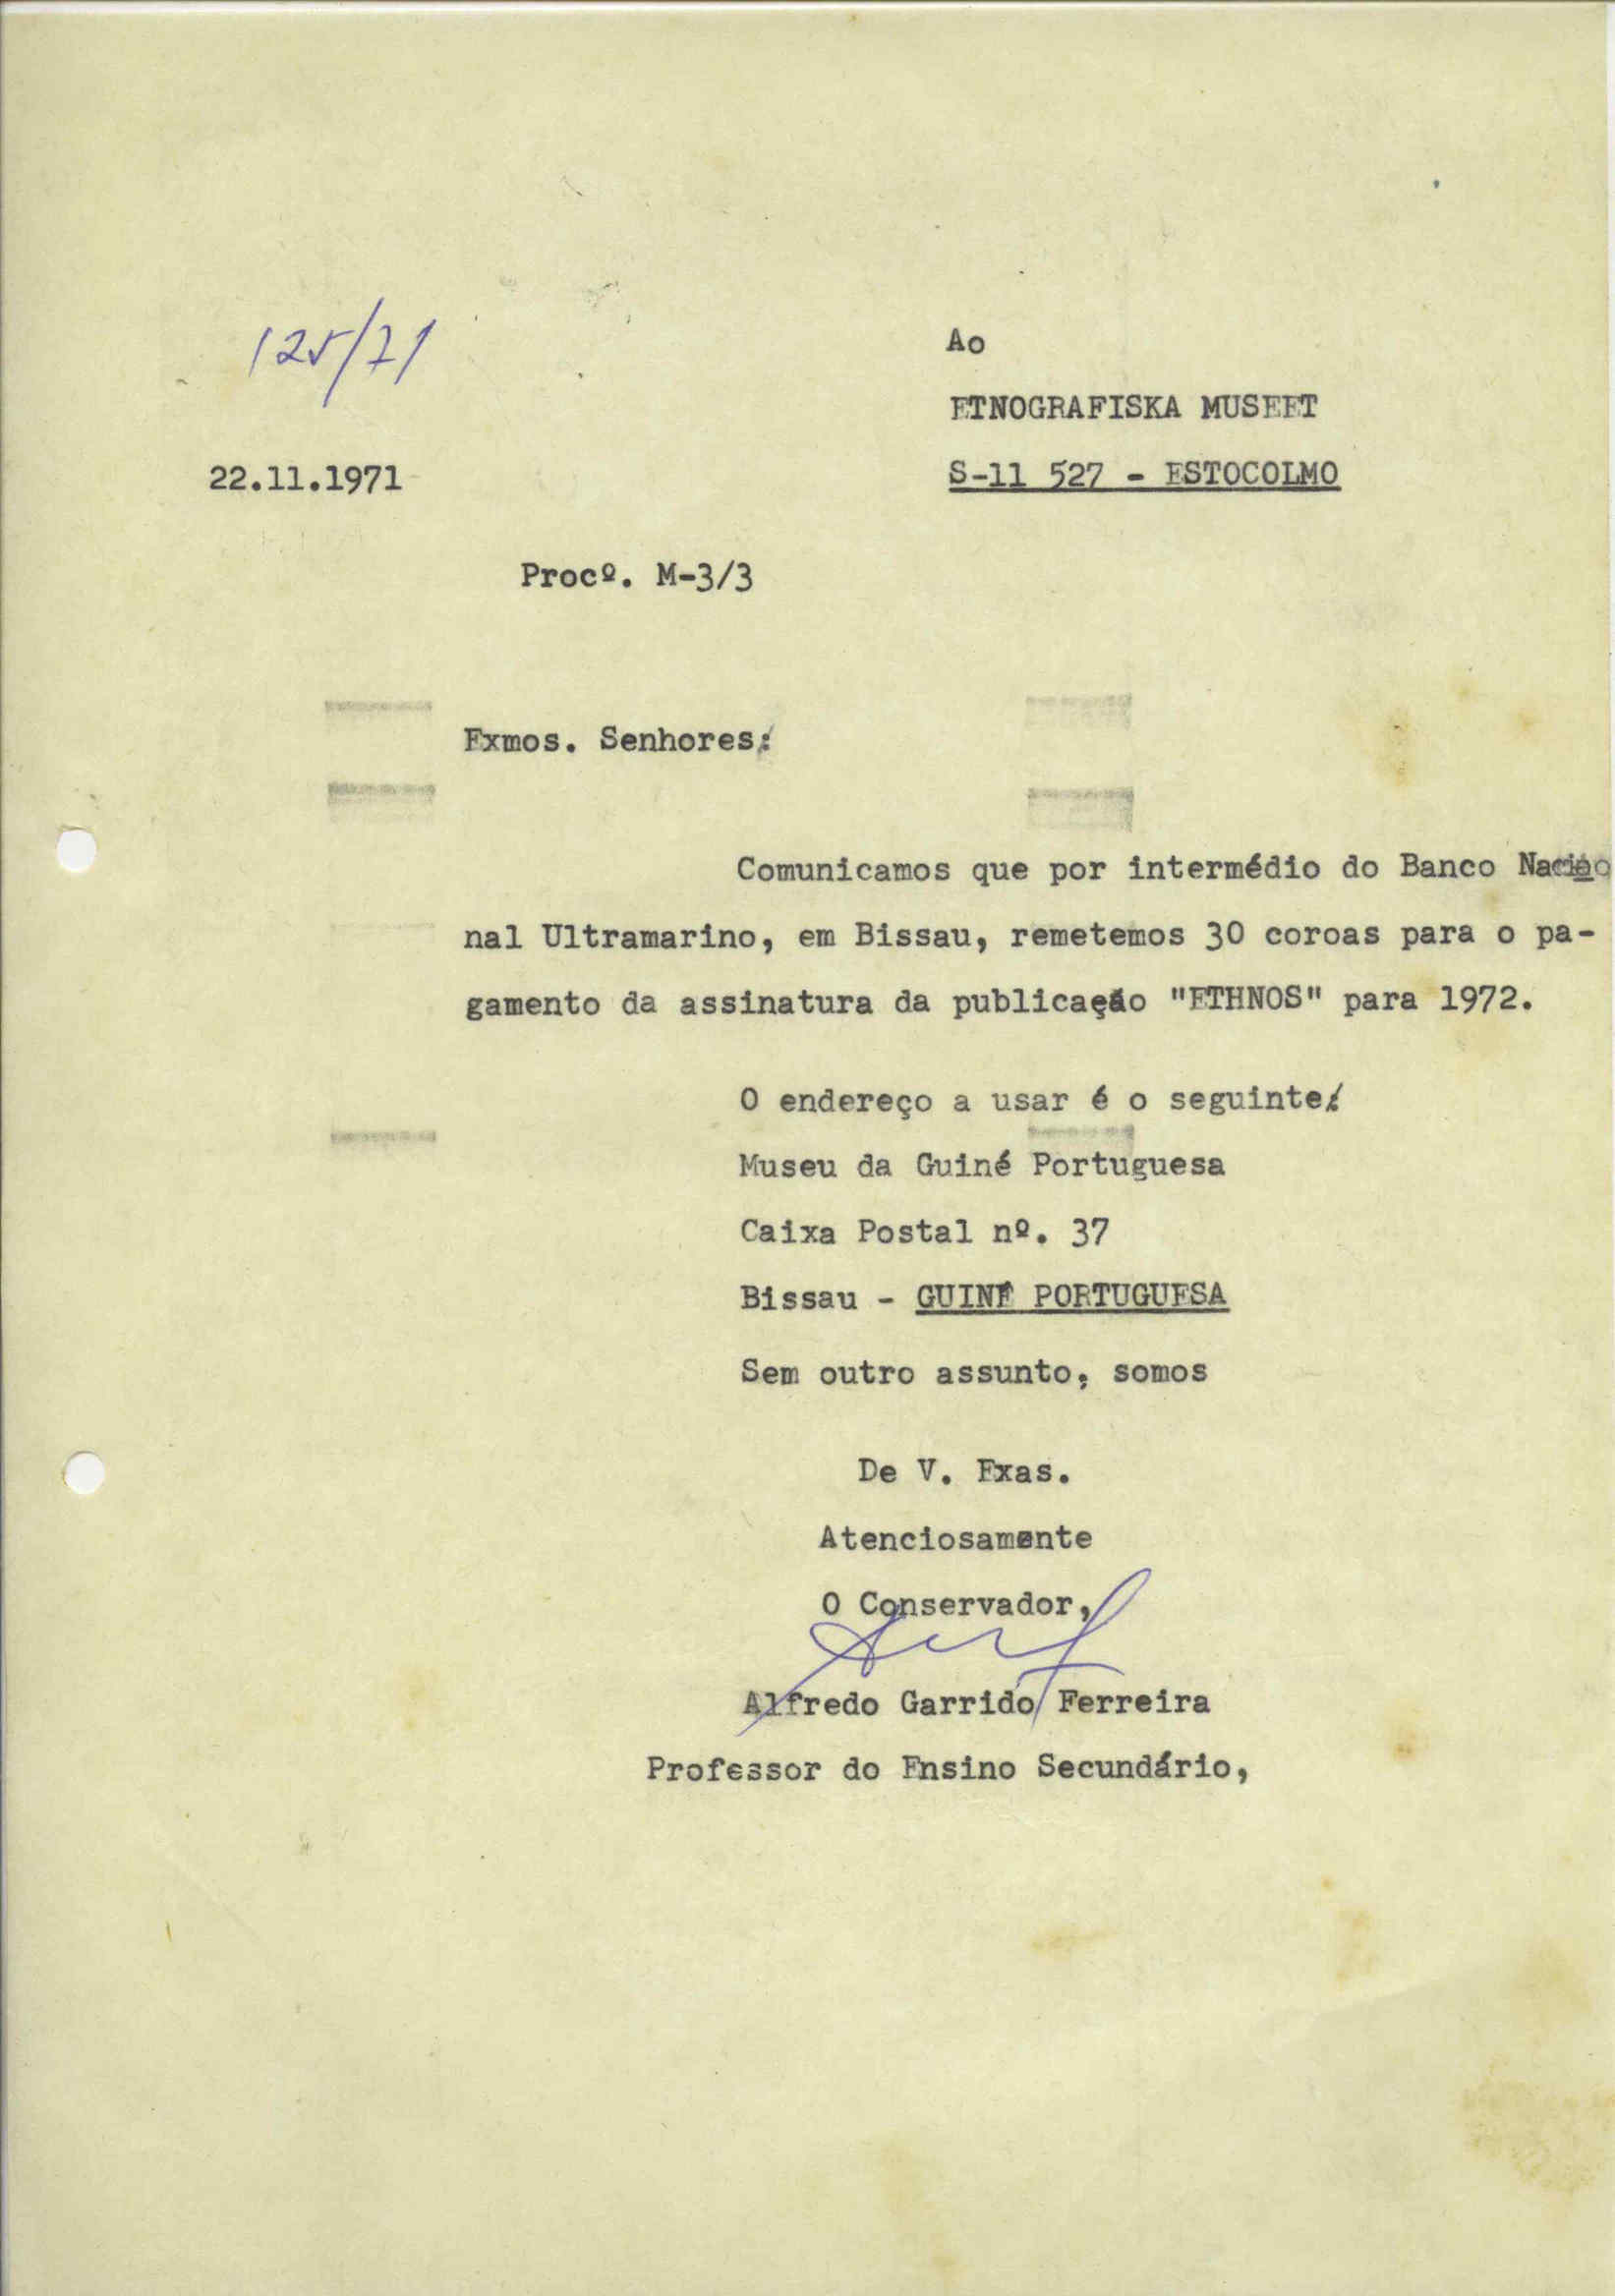 125/71
Ao
ETNOGRAFISKA MUSEET
22.11.1971
S-11 527 - ESTOCOLMO
Procº. M-3/3
Exmos. Senhores:
Comunicamos que por intermédio do Banco Nacio
nal Ultramarino, em Bissau, remetemos 30 coroas para o pa-
gamento da assinatura da publicação "ETHNOS" para 1972.
O endereço a usar é o seguinte:
Museu da Guiné Portuguesa
Caixa Postal nº. 37
Bissau - GUINÉ PORTUGUESA
Sem outro assunto, somos
De V. Exas.
Atenciosamente
O Conservador,
Alfredo Garrido Ferreira
Professor do Ensino Secundário,